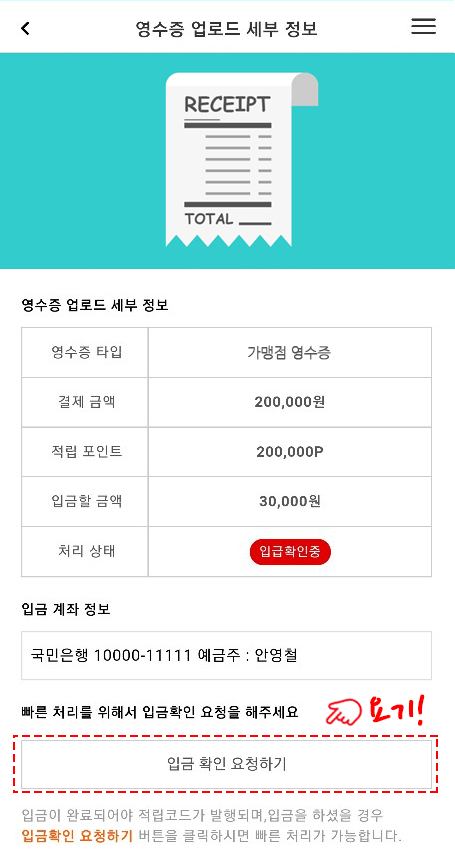 영수증 업로드 세부 정보
RECEIPT
TOTAL
영수증 업로드 세부 정보
영수증 타입 가맹점 영수증
결제 금액 200,000원
적립 포인트 200,000P
입금할 금액 30,000원
처리 상태 입급확인중
입금 계좌 정보
국민은행 10000-11111 예금주 : 안영철
빠른 처리를 위해서 입금확인 요청을 해주세요 요기!
입금 확인 요청하기
입금이 완료되어야 적립코드가 발행되며,입금을 하셨을 경우
입금확인 요청하기 버튼을 클릭하시면 빠른 처리가 가능합니다.